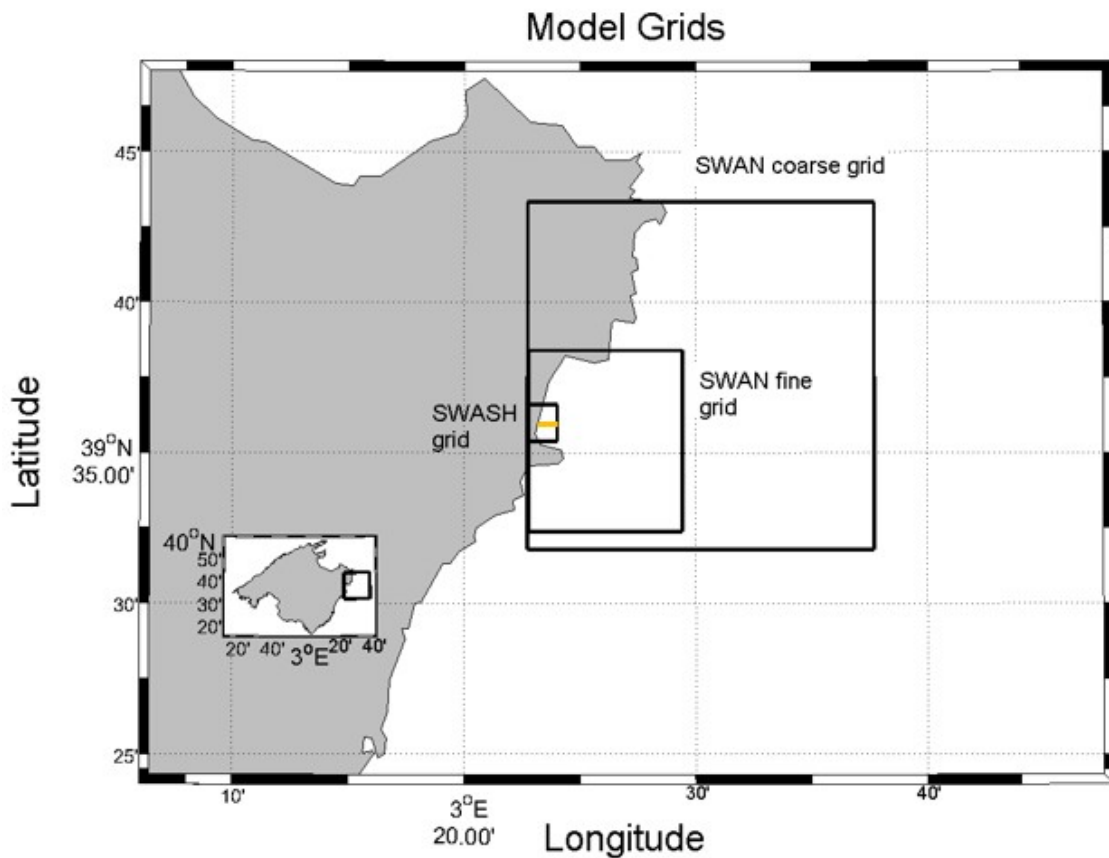 Model Grids
45'
SWAN coarse grid
40'
SWAN fine
grid
SWASH
grid
Latitude
39°N
35.00'
40°N
50'
40'
30'
20'
20' 40' 3°E 20' 40'
30'
25'
10'
3°E
20.00'
30'
40'
Longitude